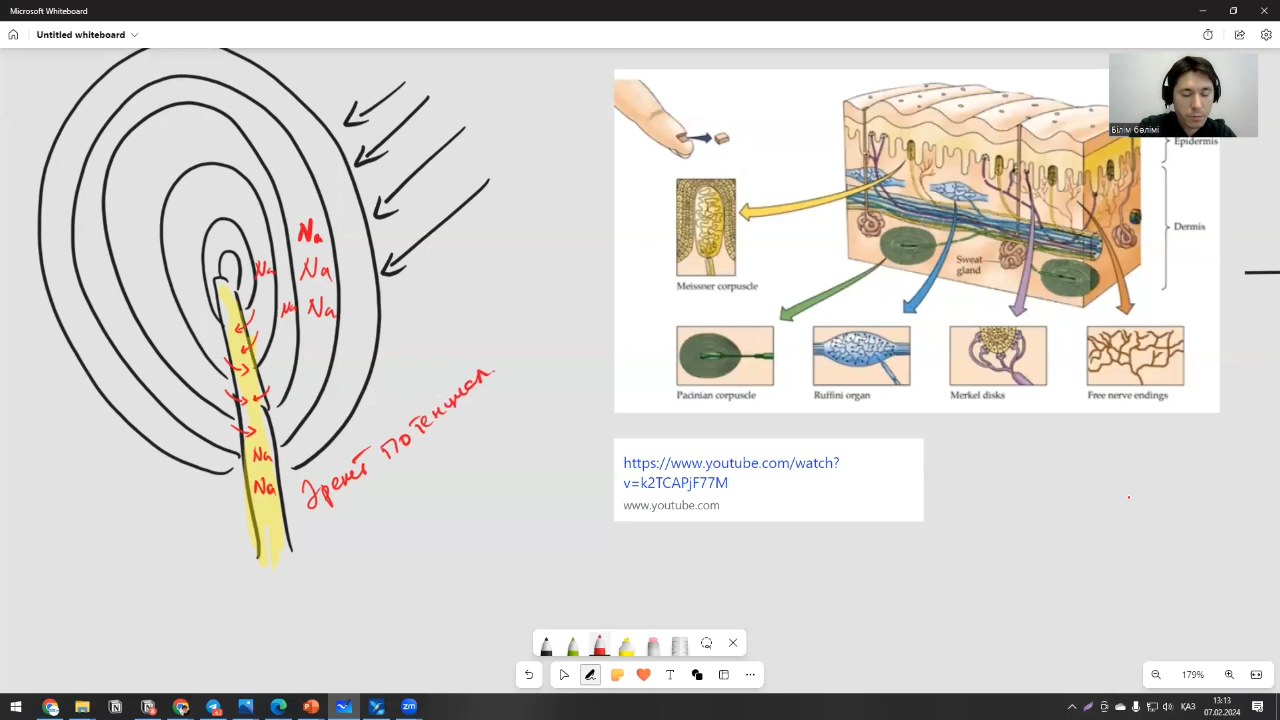 Microsoft Whiteboard
Untitled whiteboard
Білім бөлімі
Epidermis
Dermis
Sweat
gland
Meissner corpuscle
Pacinian corpuscle
Ruffini organ
Merkel disks
Free nerve endings
Na
Na
Na
Na
Na
Әрекет потенциал
Na
Na
https://www.youtube.com/watch?
v=k2TCAPjF77M
www.youtube.com
179%
ҚАЗ
13:13
07.02.2024